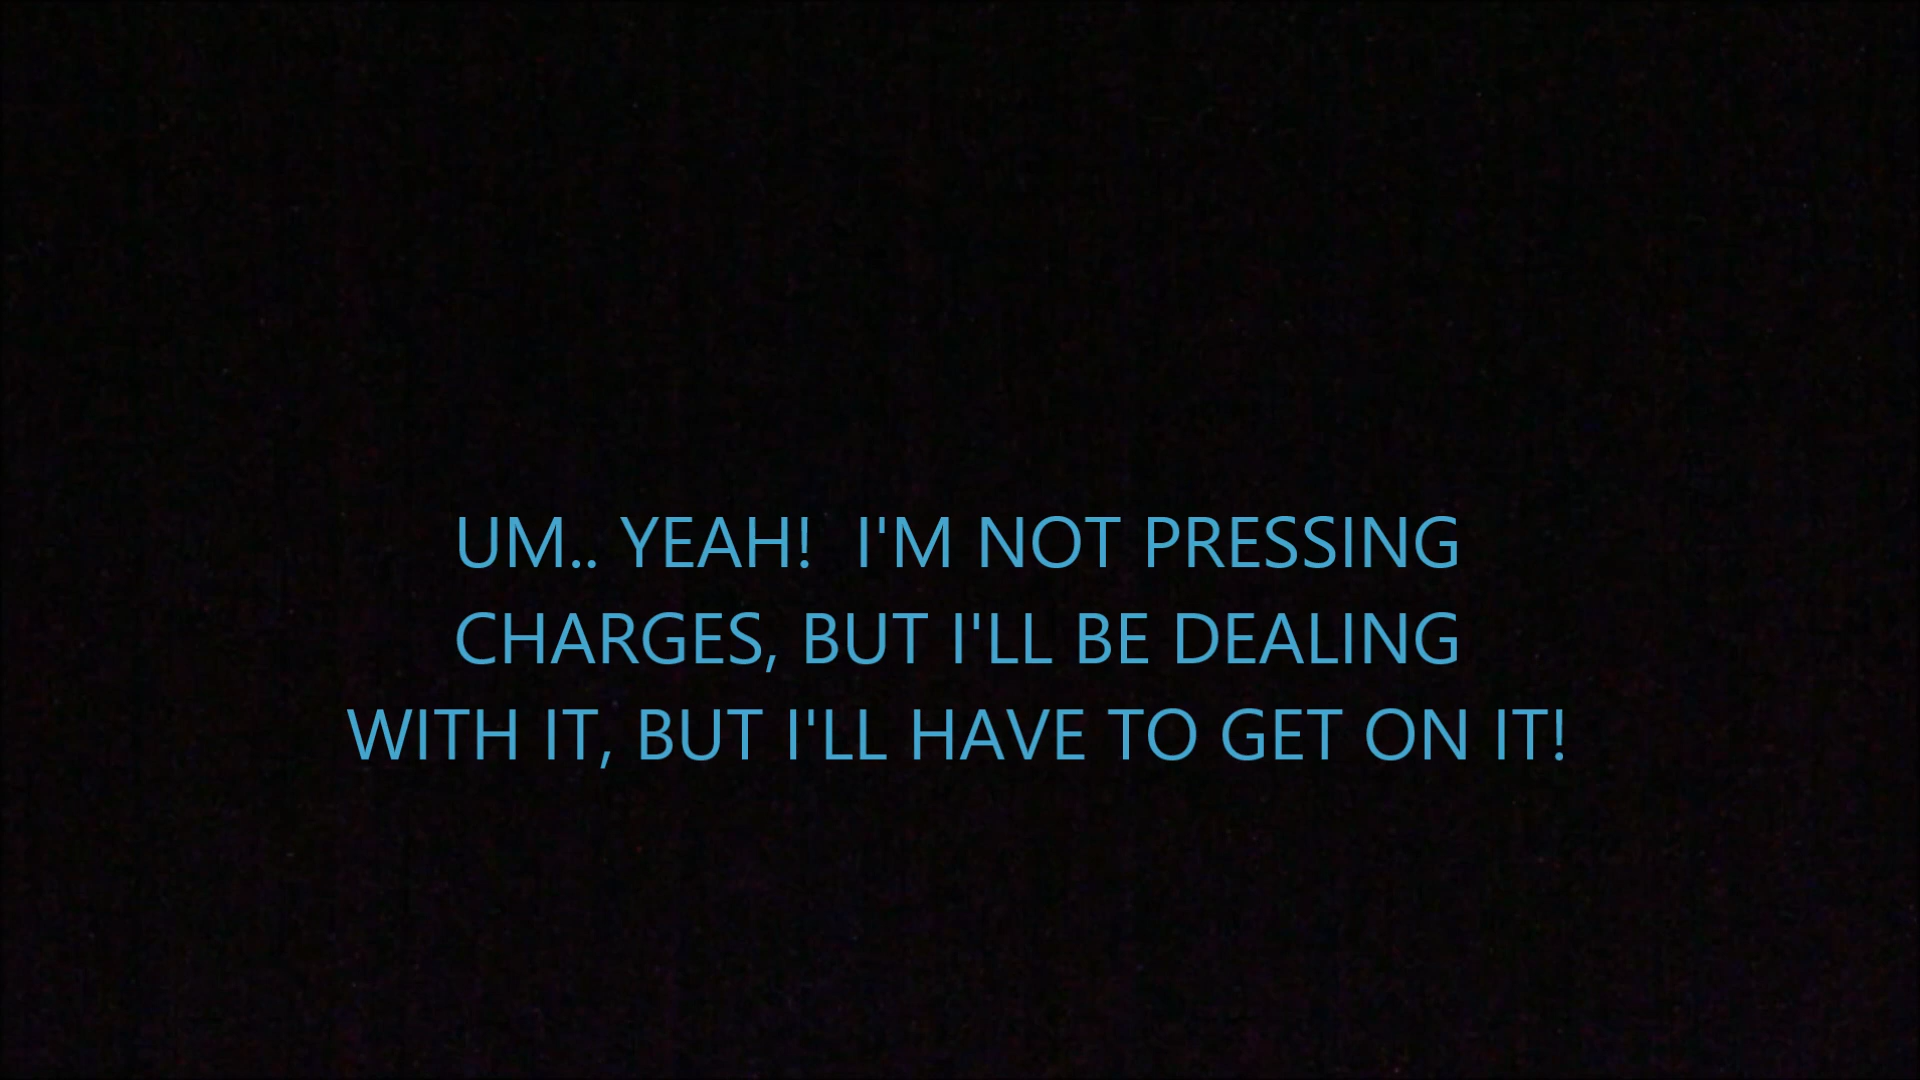 UM.. YEAH!  I'M NOT PRESSING
CHARGES, BUT I'LL BE DEALING
WITH IT, BUT I'LL HAVE TO GET ON IT!